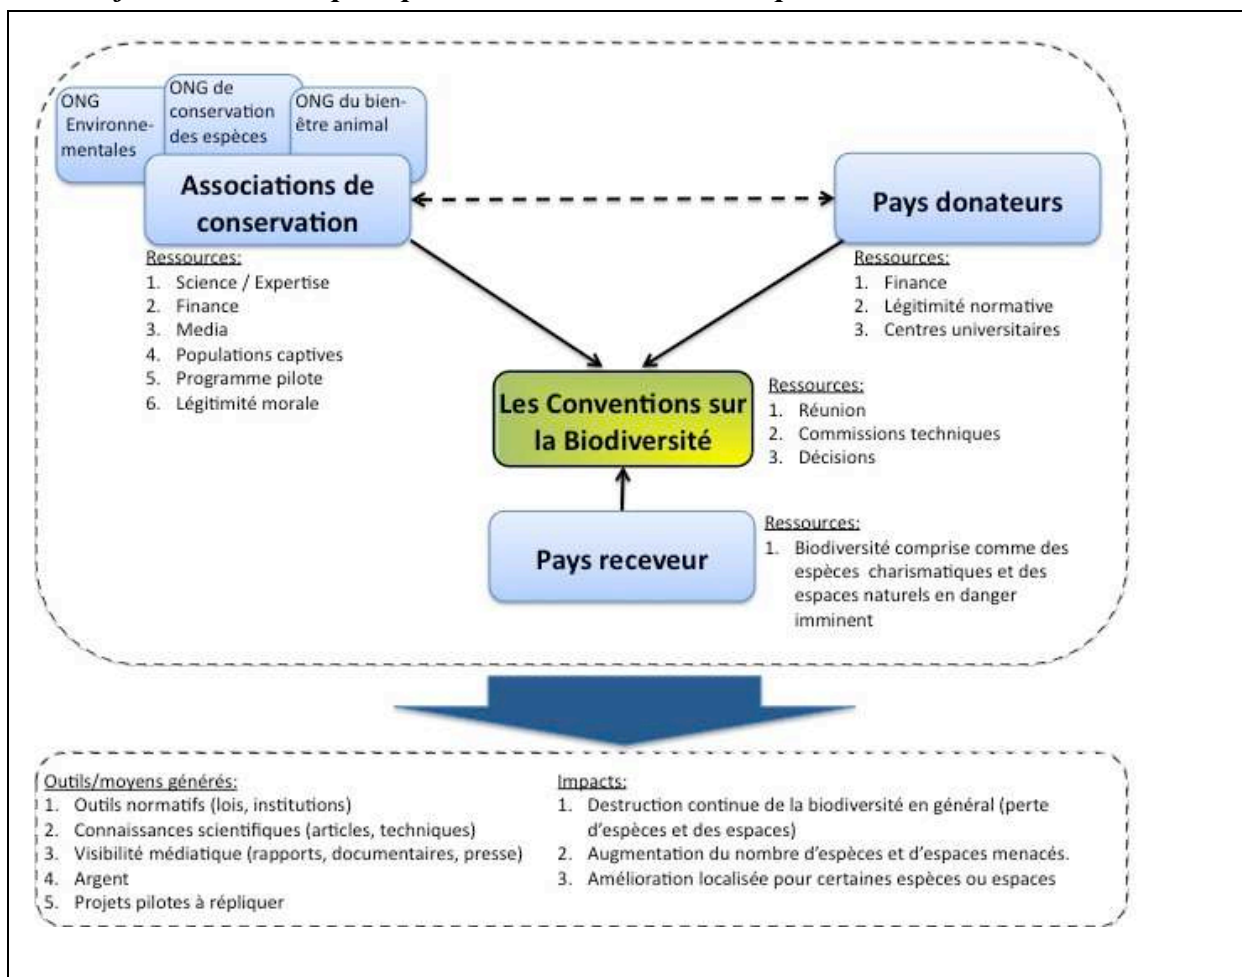 ONG
Environne-
mentales
ONG de
conservation
des espèces
ONG du bien-
être animal
Associations de
conservation
Pays donateurs
Ressources:
1. Science / Expertise
2. Finance
3. Media
4. Populations captives
5. Programme pilote
6. Légitimité morale
Ressources:
1. Finance
2. Légitimité normative
3. Centres universitaires
Les Conventions sur
la Biodiversité
Ressources:
1. Réunion
2. Commissions techniques
3. Décisions
Pays receveur
Ressources:
1. Biodiversité comprise comme des
espèces charismatiques et des
espaces naturels en danger
imminent
Outils/moyens générés:
1. Outils normatifs (lois, institutions)
2. Connaissances scientifiques (articles, techniques)
3. Visibilité médiatique (rapports, documentaires, presse)
4. Argent
5. Projets pilotes à répliquer
Impacts:
1. Destruction continue de la biodiversité en général (perte
d'espèces et des espaces)
2. Augmentation du nombre d'espèces et d'espaces menacés.
3. Amélioration localisée pour certaines espèces ou espaces